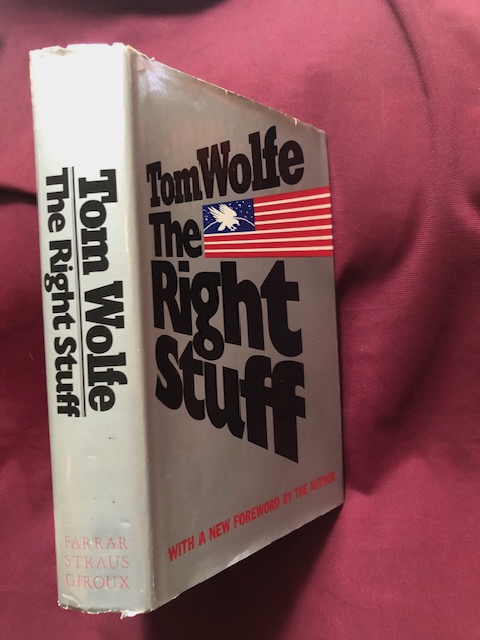 Tom Wolfe
The Right Stuff
FARRAR
STRAUS
GIROUX
Tom Wolfe
The
Right
Stuff
WITH A NEW FOREWORD BY THE AUTHOR